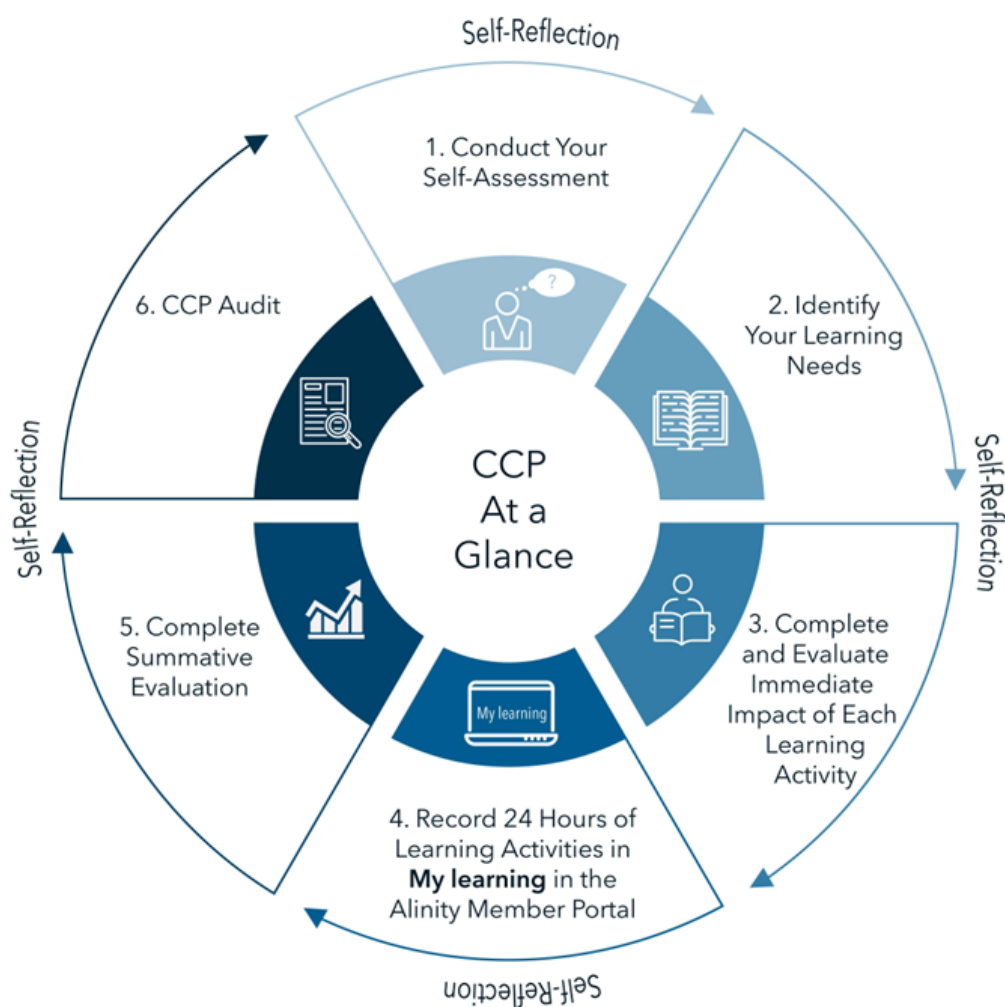 Self-Reflection
1. Conduct Your
Self-Assessment
?
2. Identify
Your Learning
Needs
Self-Reflection
3. Complete
and Evaluate
Immediate
Impact of Each
Learning
Activity
4. Record 24 Hours of
Learning Activities in
My learning in the
Alinity Member Portal
My learning
Self-Reflection
5. Complete
Summative
Evaluation
Self-Reflection
6. CCP Audit
CCP
At a
Glance